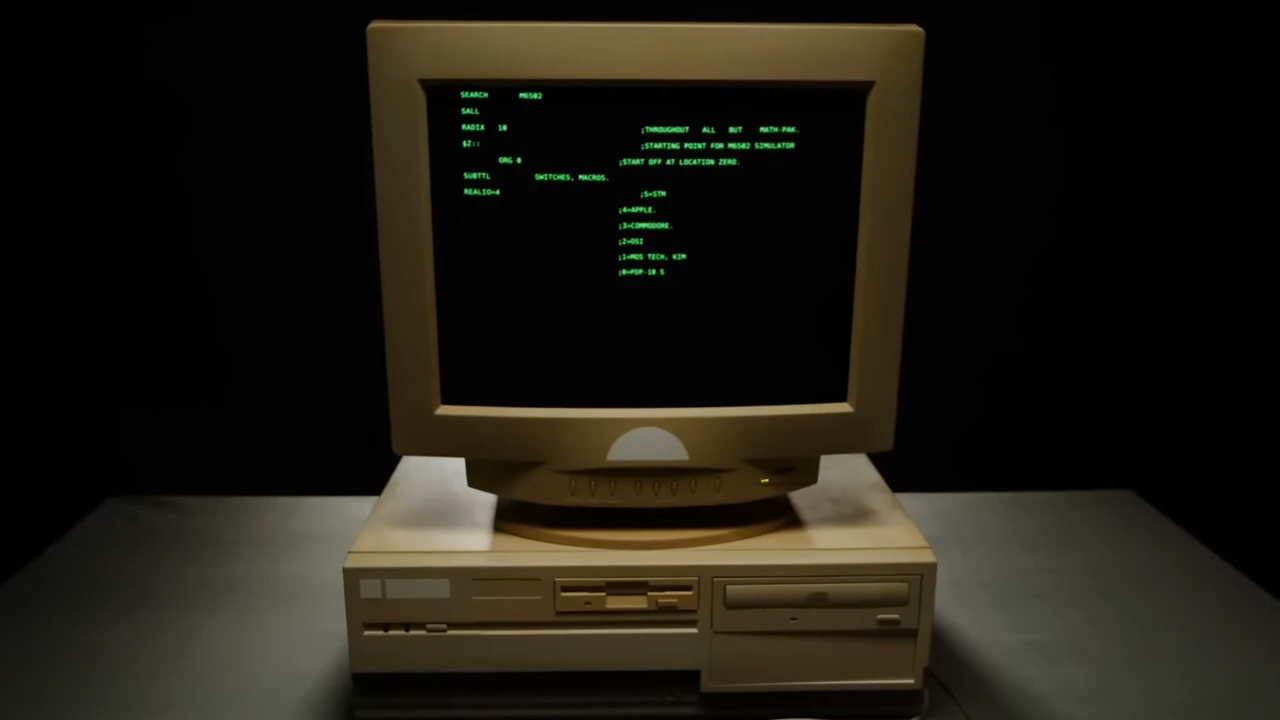 SEARCH M6502
SALL
RADIX 10 ;THROUGHOUT ALL BUT MATH-PAK.
$Z:: ;STARTING POINT FOR M6502 SIMULATOR
ORG 0 ;START OFF AT LOCATION ZERO.
SUBTTL SWITCHES, MACROS.
REALIO=4 ;5=STM
;4=APPLE.
;3=COMMODORE.
;2=OSI
;1=MOS TECH, KIM
;0=PDP-10 S